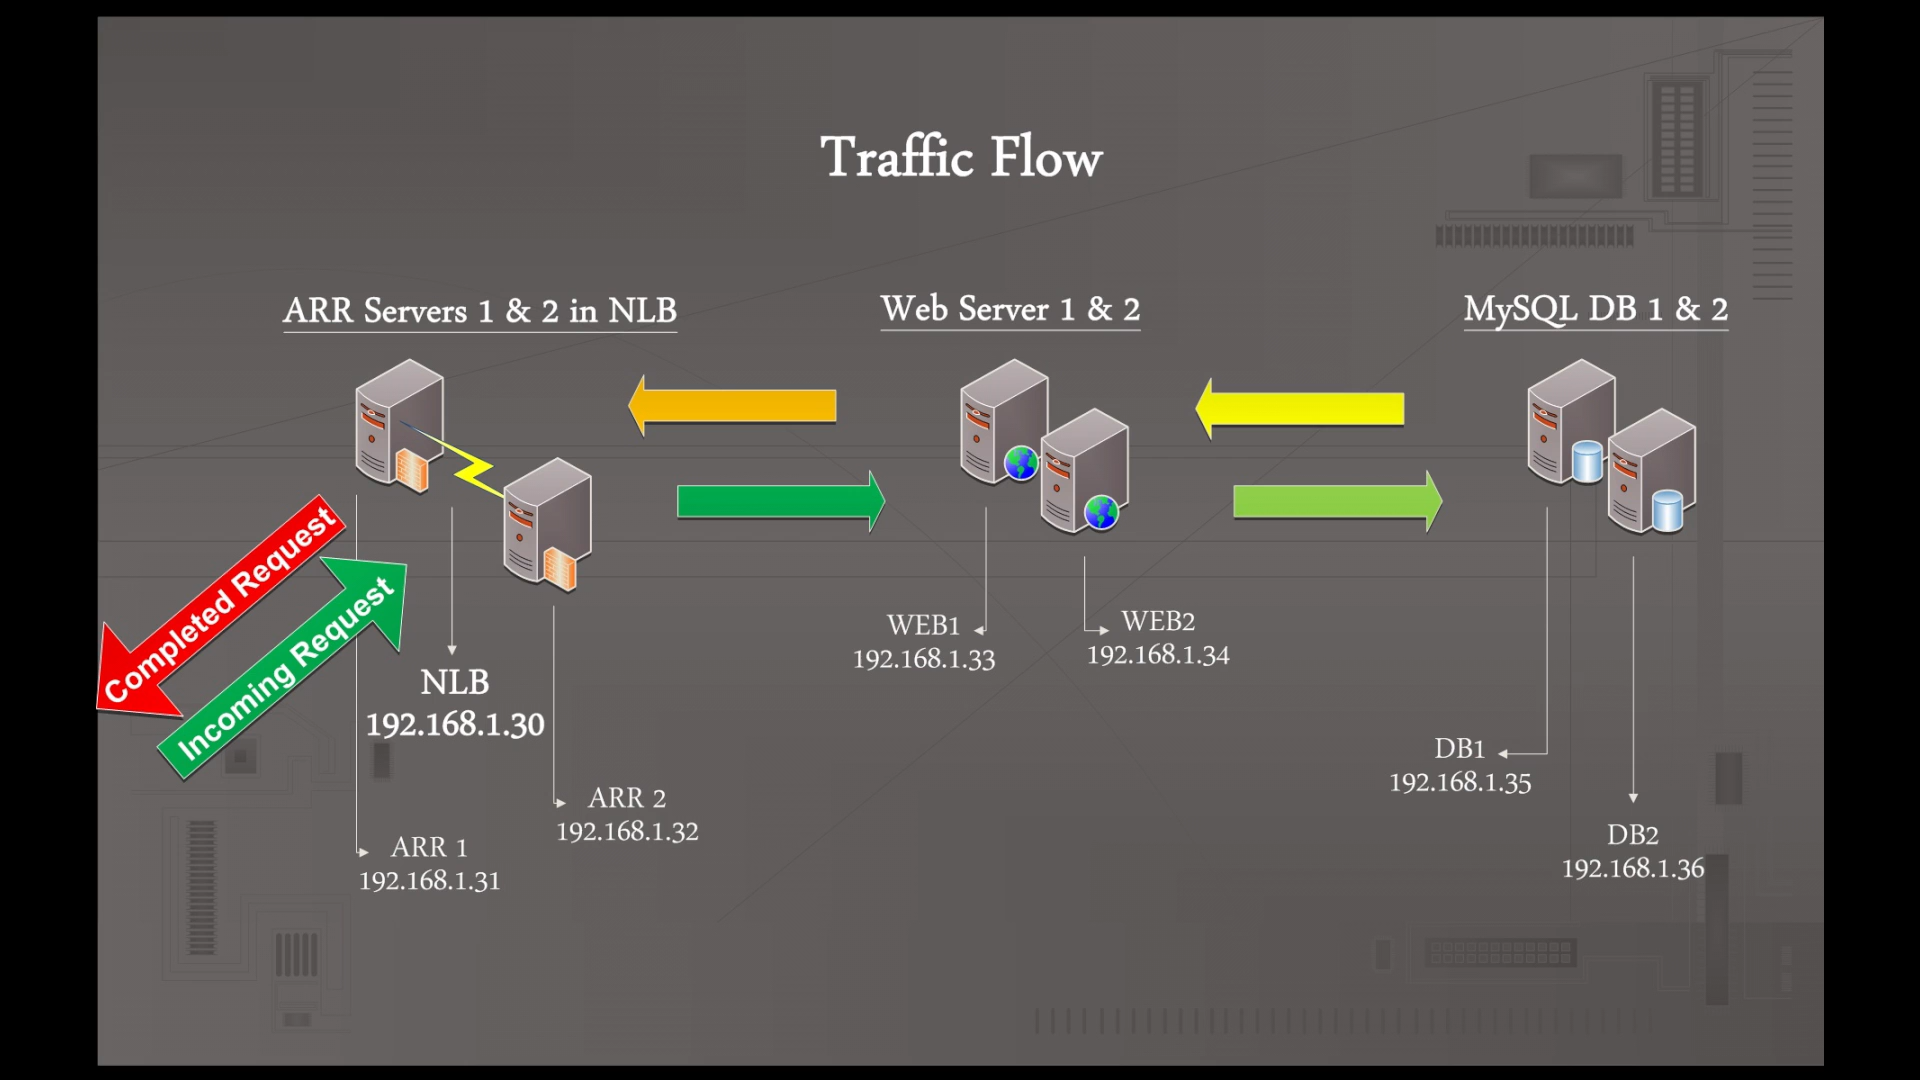 Traffic Flow
ARR Servers 1 & 2 in NLB
Web Server 1 & 2
MySQL DB 1 & 2
Completed Request
Incoming Request
NLB
192.168.1.30
ARR 1
192.168.1.31
ARR 2
192.168.1.32
WEB1
192.168.1.33
WEB2
192.168.1.34
DB1
192.168.1.35
DB2
192.168.1.36